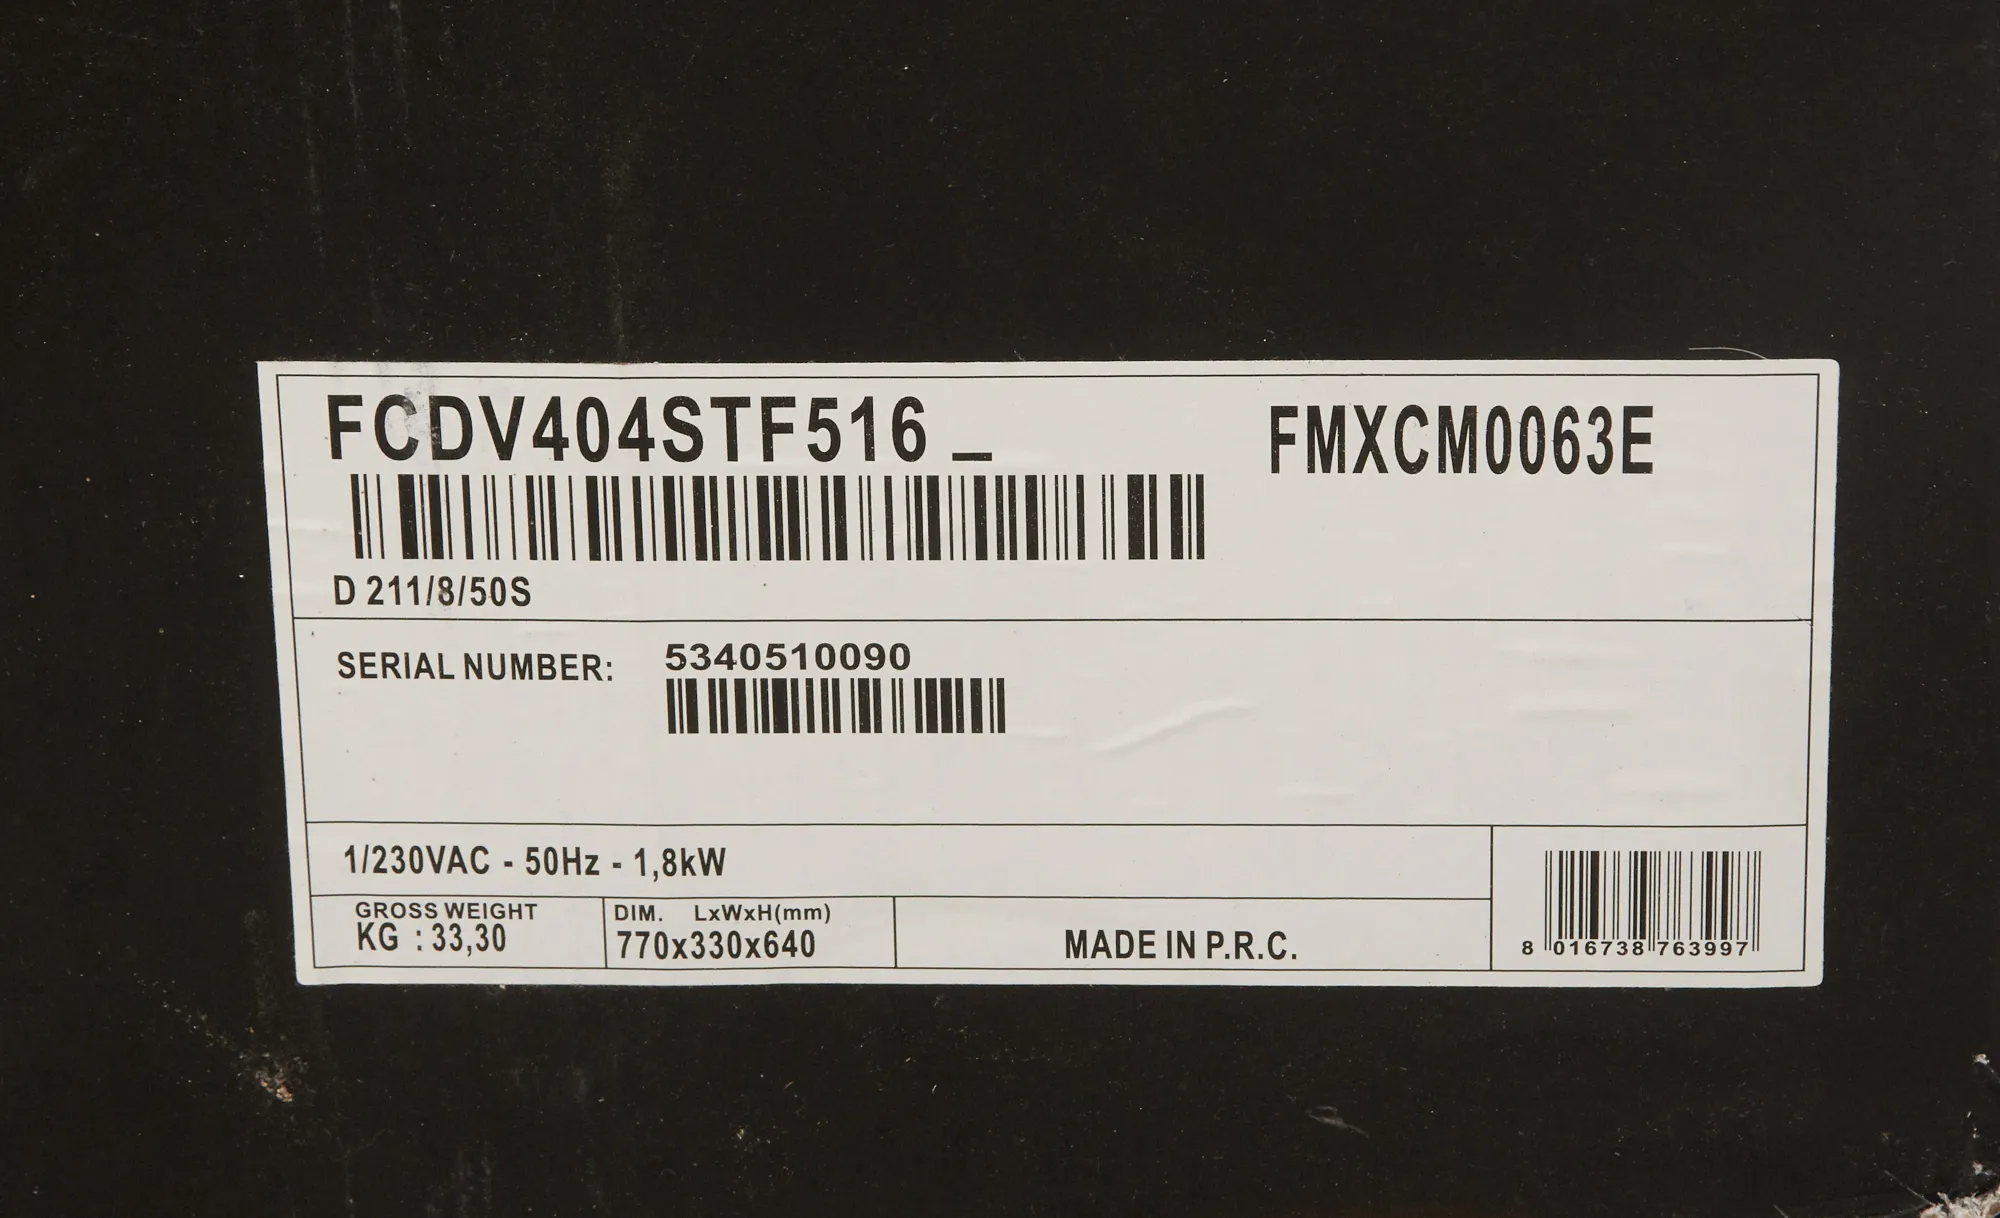 FCDV404STF516 _
FMXCM0063E
D 211/8/50S
SERIAL NUMBER: 5340510090
1/230VAC - 50Hz - 1,8kW
GROSS WEIGHT
KG : 33,30
DIM. LxWxH(mm)
770x330x640
MADE IN P.R.C.
8 016738 763997